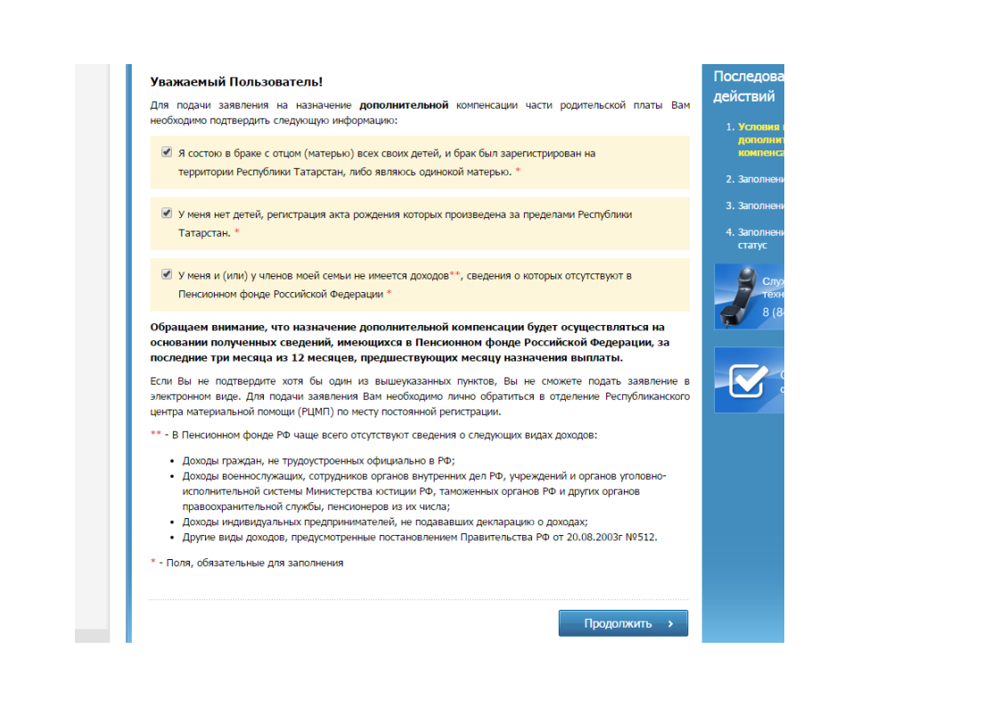 Уважаемый Пользователь!
Для подачи заявления на назначение дополнительной компенсации части родительской платы Вам
необходимо подтвердить следующую информацию:
Я состою в браке с отцом (матерью) всех своих детей, и брак был зарегистрирован на
территории Республики Татарстан, либо являюсь одинокой матерью. *
У меня нет детей, регистрация акта рождения которых произведена за пределами Республики
Татарстан. *
У меня и (или) у членов моей семьи не имеется доходов**, сведения о которых отсутствуют в
Пенсионном фонде Российской Федерации *
Обращаем внимание, что назначение дополнительной компенсации будет осуществляться на
основании полученных сведений, имеющихся в Пенсионном фонде Российской Федерации, за
последние три месяца из 12 месяцев, предшествующих месяцу назначения выплаты.
Если Вы не подтвердите хотя бы один из вышеуказанных пунктов, Вы не сможете подать заявление в
электронном виде. Для подачи заявления Вам необходимо лично обратиться в отделение Республиканского
центра материальной помощи (РЦМП) по месту постоянной регистрации.
** - В Пенсионном фонде РФ чаще всего отсутствуют сведения о следующих видах доходов:
• Доходы граждан, не трудоустроенных официально в РФ;
• Доходы военнослужащих, сотрудников органов внутренних дел РФ, учреждений и органов уголовно-
исполнительной системы Министерства юстиции РФ, таможенных органов РФ и других органов
правоохранительной службы, пенсионеров из их числа;
• Доходы индивидуальных предпринимателей, не подававших декларацию о доходах;
• Другие виды доходов, предусмотренные постановлением Правительства РФ от 20.08.2003г №512.
* - Поля, обязательные для заполнения
Продолжить
Последова
действий
1. Условия
дополнит
компенса
2. Заполнени
3. Заполнени
4. Заполнени
статус
Служ
техн
8 (84